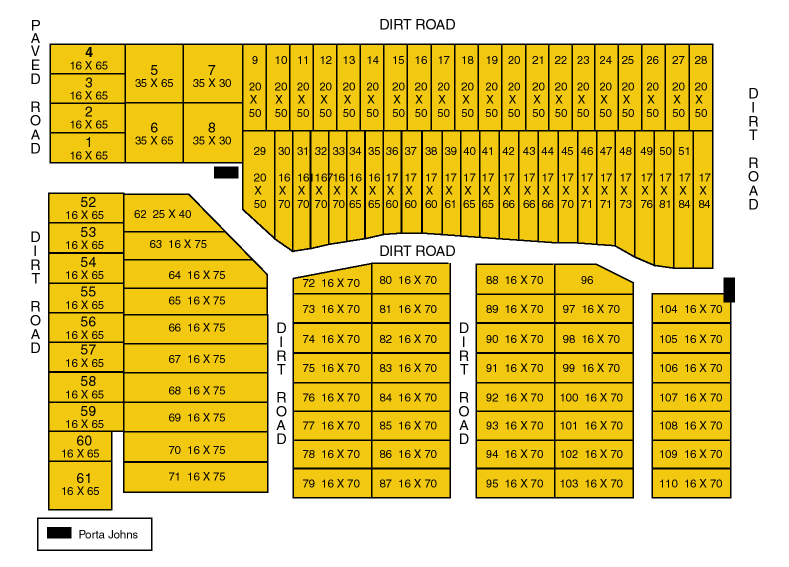 DIRT ROAD
PAVED ROAD
4
16 X 65
3
16 X 65
2
16 X 65
1
16 X 65
5
35 X 65
6
35 X 65
7
35 X 30
8
35 X 30
9 10 11 12 13 14 15 16 17 18 19 20 21 22 23 24 25 26 27 28
20 20 20 20 20 20 20 20 20 20 20 20 20 20 20 20 20 20 20 20
X X X X X X X X X X X X X X X X X X X X
50 50 50 50 50 50 50 50 50 50 50 50 50 50 50 50 50 50 50 50
29 30 31 32 33 34 35 36 37 38 39 40 41 42 43 44 45 46 47 48 49 50 51
20 16 16 16 16 16 16 17 17 17 17 17 17 17 17 17 17 17 17 17 17 17
X X X X X X X X X X X X X X X X X X X X X X X X
50 70 70 70 70 65 65 60 60 60 61 65 65 66 66 66 70 71 71 73 76 81 84 84
DIRT ROAD
DIRT ROAD
DIRT ROAD
52
16 X 65
53
16 X 65
54
16 X 65
55
16 X 65
56
16 X 65
57
16 X 65
58
16 X 65
59
16 X 65
60
16 X 65
61
16 X 65
62 25 X 40
63 16 X 75
64 16 X 75
65 16 X 75
66 16 X 75
67 16 X 75
68 16 X 75
69 16 X 75
70 16 X 75
71 16 X 75
DIRT ROAD
72 16 X 70
73 16 X 70
74 16 X 70
75 16 X 70
76 16 X 70
77 16 X 70
78 16 X 70
79 16 X 70
80 16 X 70
81 16 X 70
82 16 X 70
83 16 X 70
84 16 X 70
85 16 X 70
86 16 X 70
87 16 X 70
DIRT ROAD
88 16 X 70
89 16 X 70
90 16 X 70
91 16 X 70
92 16 X 70
93 16 X 70
94 16 X 70
95 16 X 70
96
97 16 X 70
98 16 X 70
99 16 X 70
100 16 X 70
101 16 X 70
102 16 X 70
103 16 X 70
104 16 X 70
105 16 X 70
106 16 X 70
107 16 X 70
108 16 X 70
109 16 X 70
110 16 X 70
Porta Johns